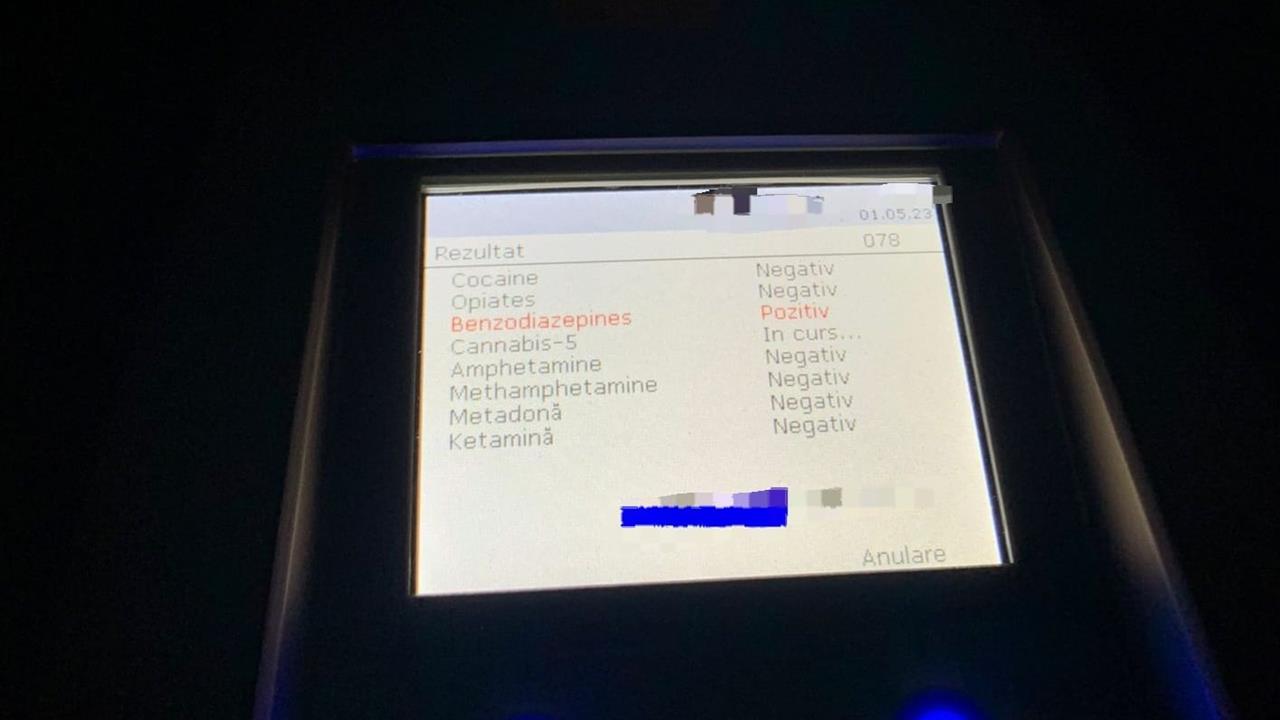 01.05.23
Rezultat 078
Cocaine Negativ
Opiates Negativ
Benzodiazepines Pozitiv
Cannabis-5 In curs...
Amphetamine Negativ
Methamphetamine Negativ
Metadonă Negativ
Ketamină Negativ
Anulare